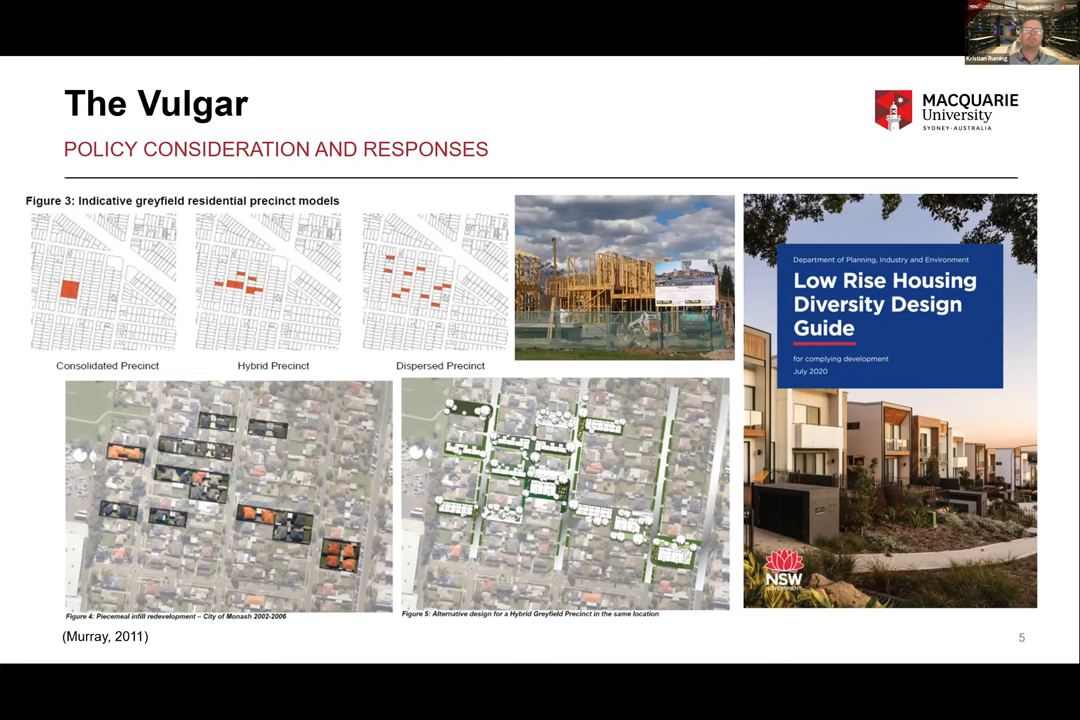 Kristian Ruming
The Vulgar
MACQUARIE
University
SYDNEY·AUSTRALIA
POLICY CONSIDERATION AND RESPONSES
Figure 3: Indicative greyfield residential precinct models
Consolidated Precinct
Hybrid Precinct
Dispersed Precinct
Department of Planning, Industry and Environment
Low Rise Housing
Diversity Design
Guide
for complying development
July 2020
NSW
GOVERNMENT
Figure 4: Piecemeal infill redevelopment – City of Monash 2002-2006
Figure 5: Alternative design for a Hybrid Greyfield Precinct in the same location
(Murray, 2011)
5